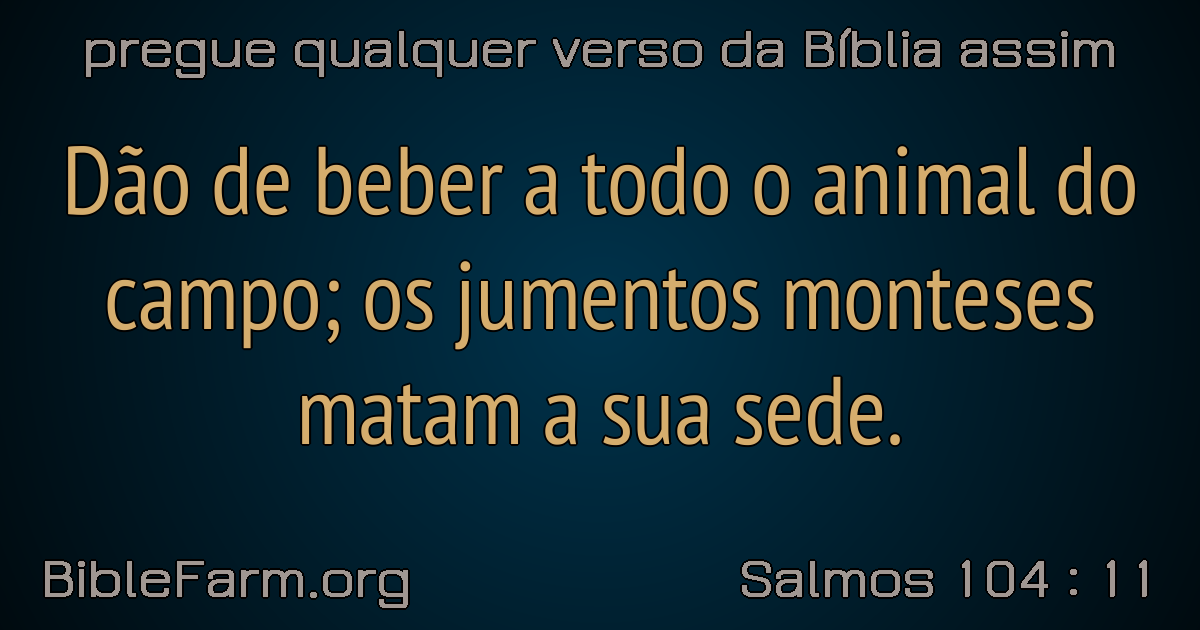 pregue qualquer verso da Bíblia assim
Dão de beber a todo o animal do
campo; os jumentos monteses
matam a sua sede.
BibleFarm.org
Salmos 104 : 11